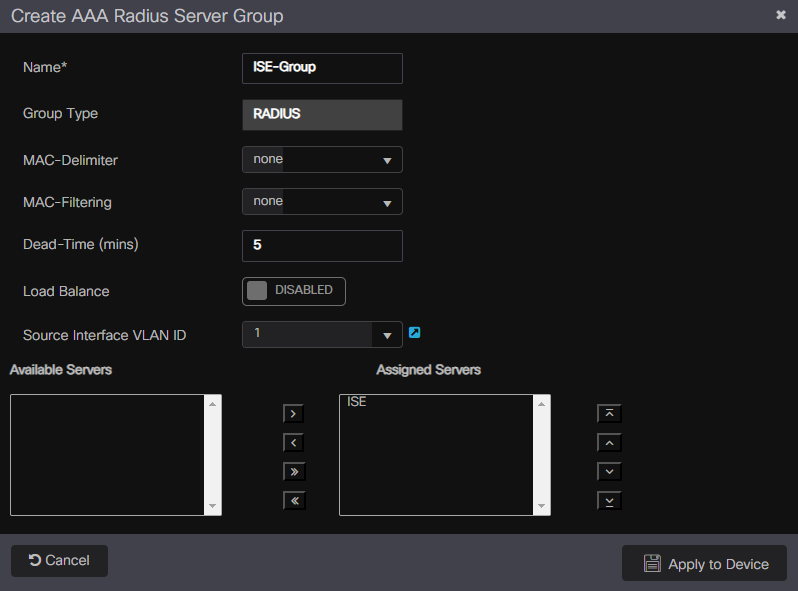 Create AAA Radius Server Group
Name* ISE-Group
Group Type RADIUS
MAC-Delimiter none
MAC-Filtering none
Dead-Time (mins) 5
Load Balance DISABLED
Source Interface VLAN ID 1
Available Servers Assigned Servers
ISE
Cancel Apply to Device